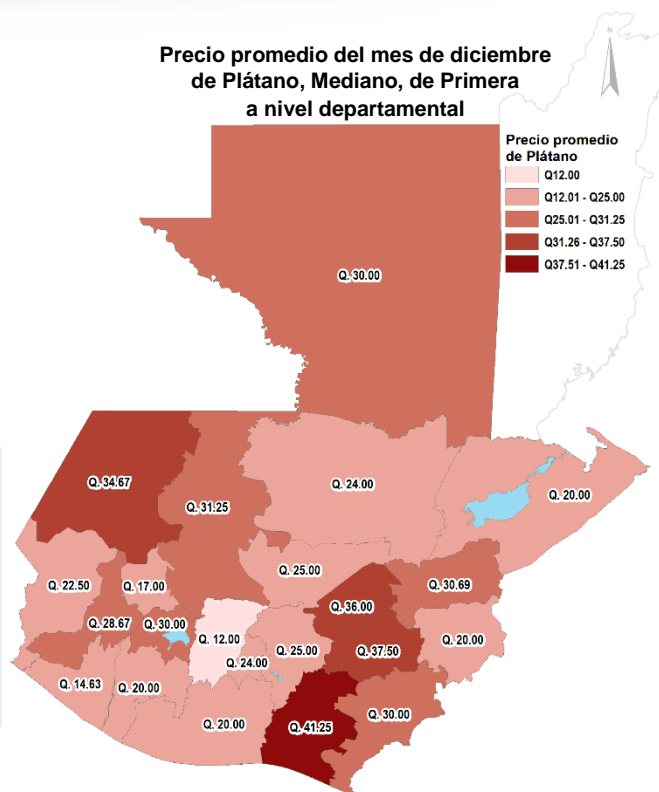 Precio promedio del mes de diciembre
de Plátano, Mediano, de Primera
a nivel departamental
N
Precio promedio
de Plátano
Q12.00
Q12.01 - Q25.00
Q25.01 - Q31.25
Q31.26 - Q37.50
Q37.51 - Q41.25
Q. 30.00
Q. 34.67
Q. 31.25
Q. 24.00
Q. 20.00
Q. 22.50
Q. 17.00
Q. 25.00
Q. 30.69
Q. 36.00
Q. 28.67
Q. 30.00
Q. 12.00
Q. 24.00
Q. 25.00
Q. 37.50
Q. 20.00
Q. 14.63
Q. 20.00
Q. 20.00
Q. 41.25
Q. 30.00